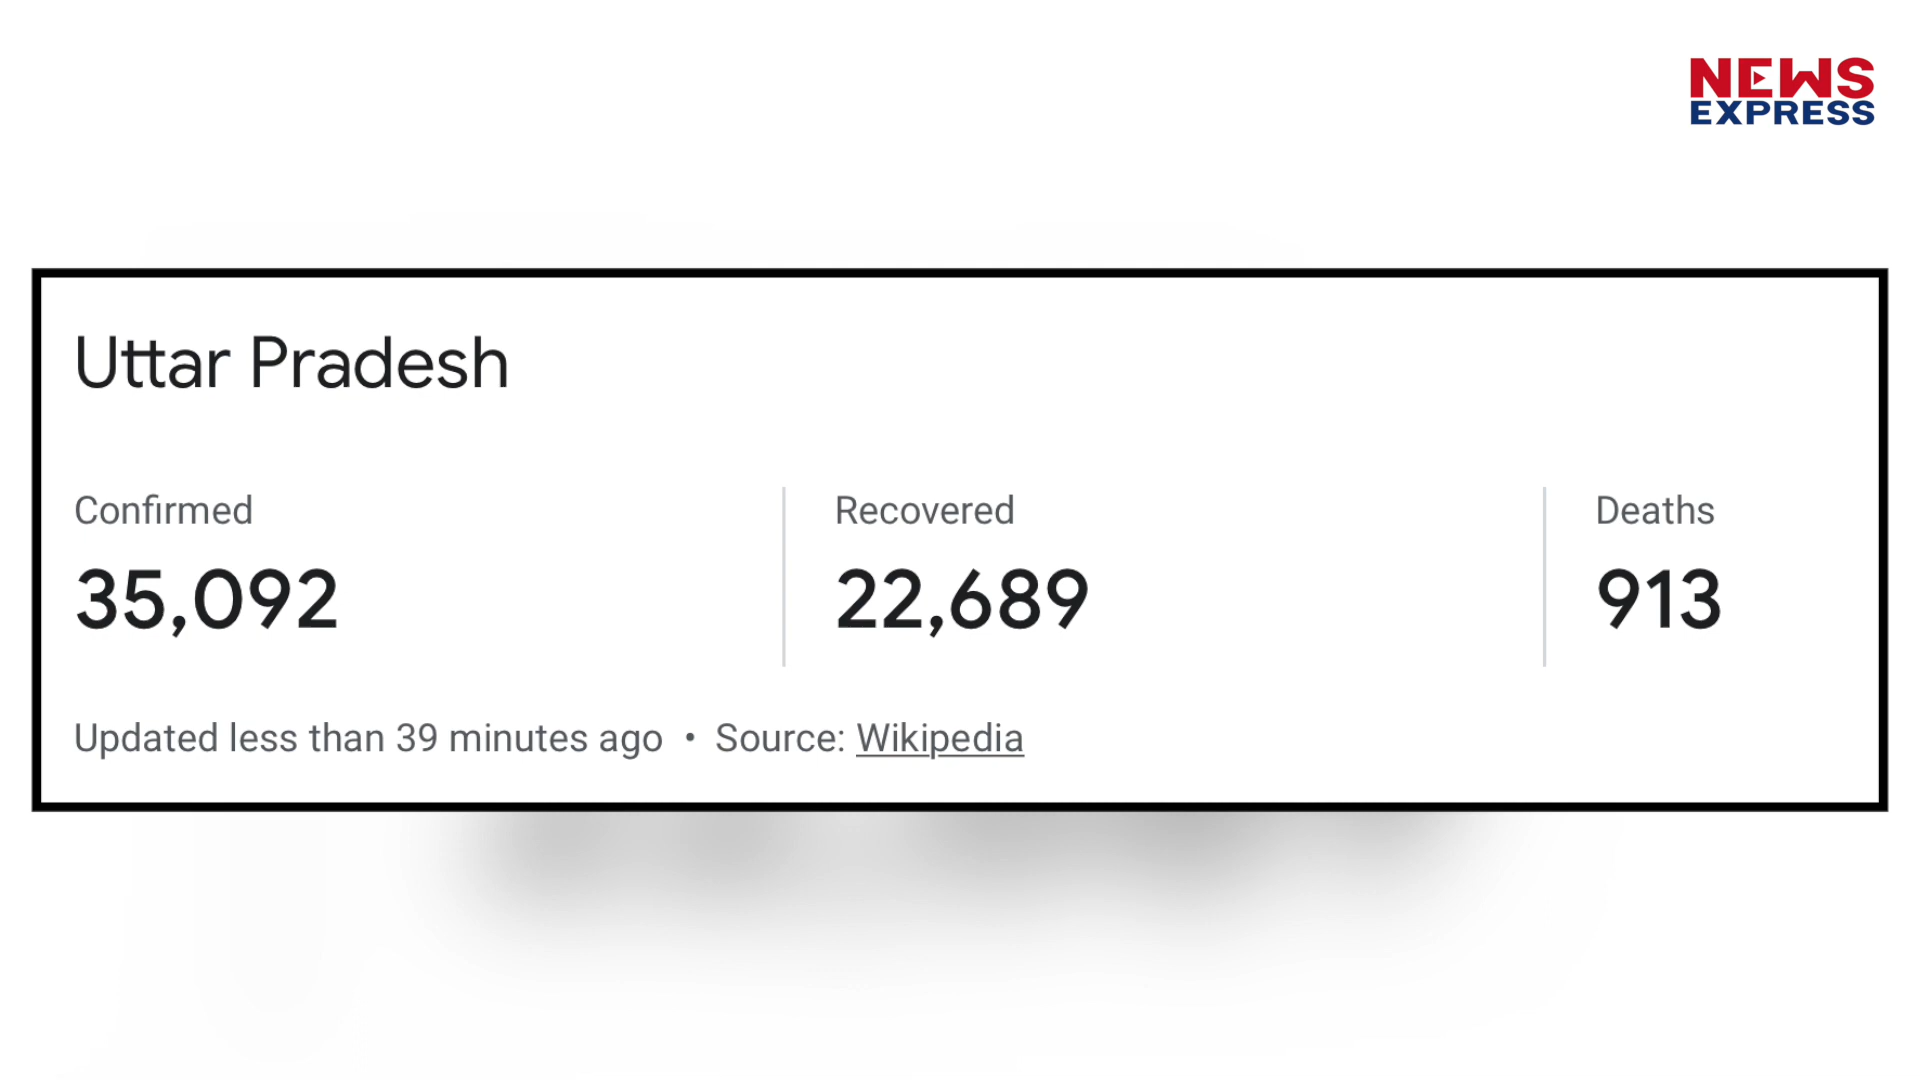 NEWS
EXPRESS
Uttar Pradesh
Confirmed
35,092
Recovered
22,689
Deaths
913
Updated less than 39 minutes ago • Source: Wikipedia